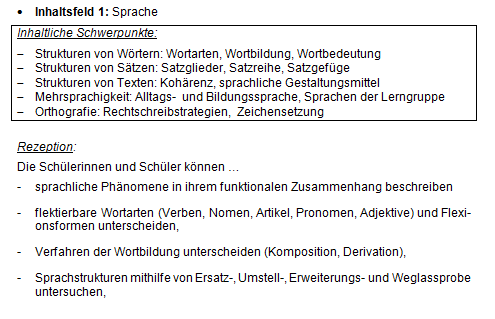 • Inhaltsfeld 1: Sprache
Inhaltliche Schwerpunkte:
– Strukturen von Wörtern: Wortarten, Wortbildung, Wortbedeutung
– Strukturen von Sätzen: Satzglieder, Satzreihe, Satzgefüge
– Strukturen von Texten: Kohärenz, sprachliche Gestaltungsmittel
– Mehrsprachigkeit: Alltags- und Bildungssprache, Sprachen der Lerngruppe
– Orthografie: Rechtschreibstrategien, Zeichensetzung
Rezeption:
Die Schülerinnen und Schüler können …
- sprachliche Phänomene in ihrem funktionalen Zusammenhang beschreiben
- flektierbare Wortarten (Verben, Nomen, Artikel, Pronomen, Adjektive) und Flexi-
onsformen unterscheiden,
- Verfahren der Wortbildung unterscheiden (Komposition, Derivation),
- Sprachstrukturen mithilfe von Ersatz-, Umstell-, Erweiterungs- und Weglassprobe
untersuchen,